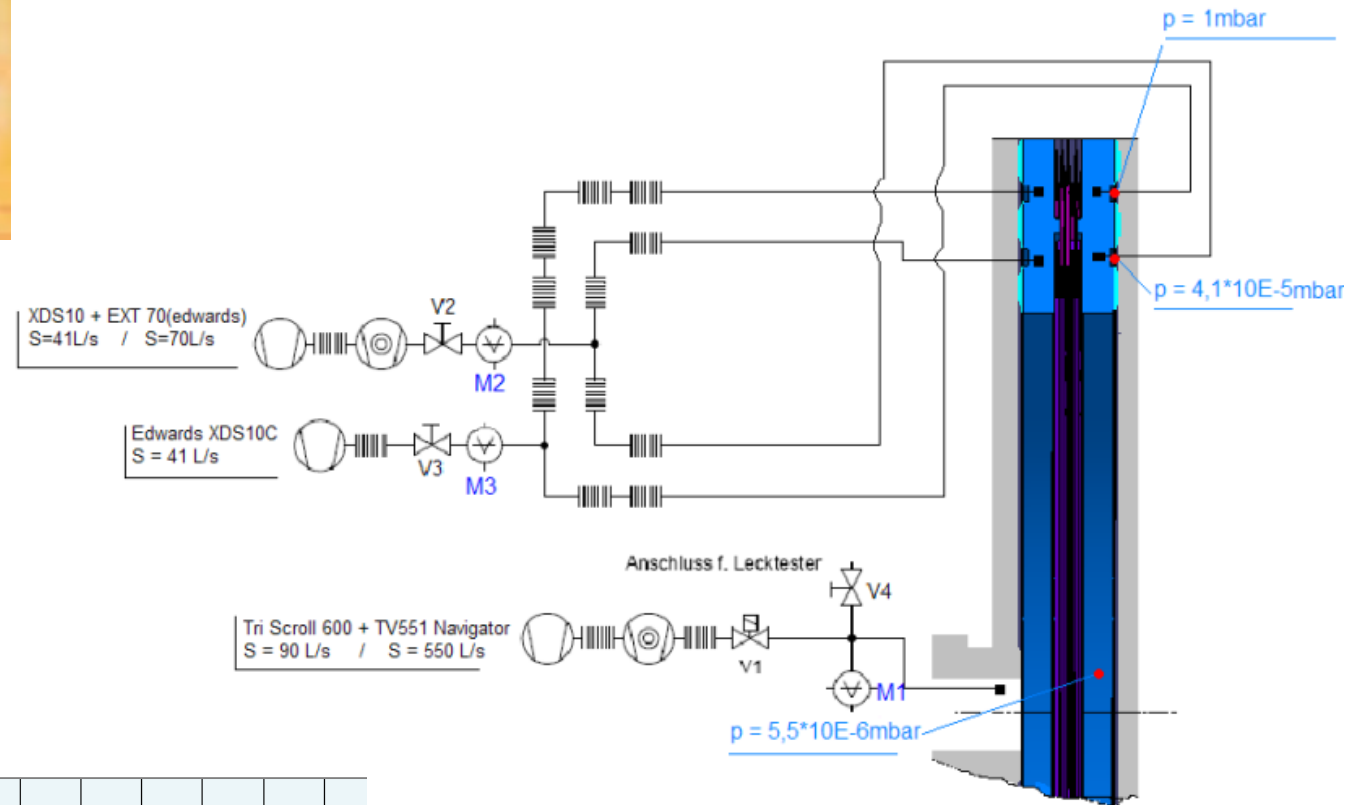 p = 1mbar
p = 4,1*10E-5mbar
XDS10 + EXT 70(edwards)
S=41L/s / S=70L/s
V2
M2
Edwards XDS10C
S = 41 L/s
V3
M3
Anschluss f. Lecktester
V4
Tri Scroll 600 + TV551 Navigator
S = 90 L/s / S = 550 L/s
V1
M1
p = 5,5*10E-6mbar